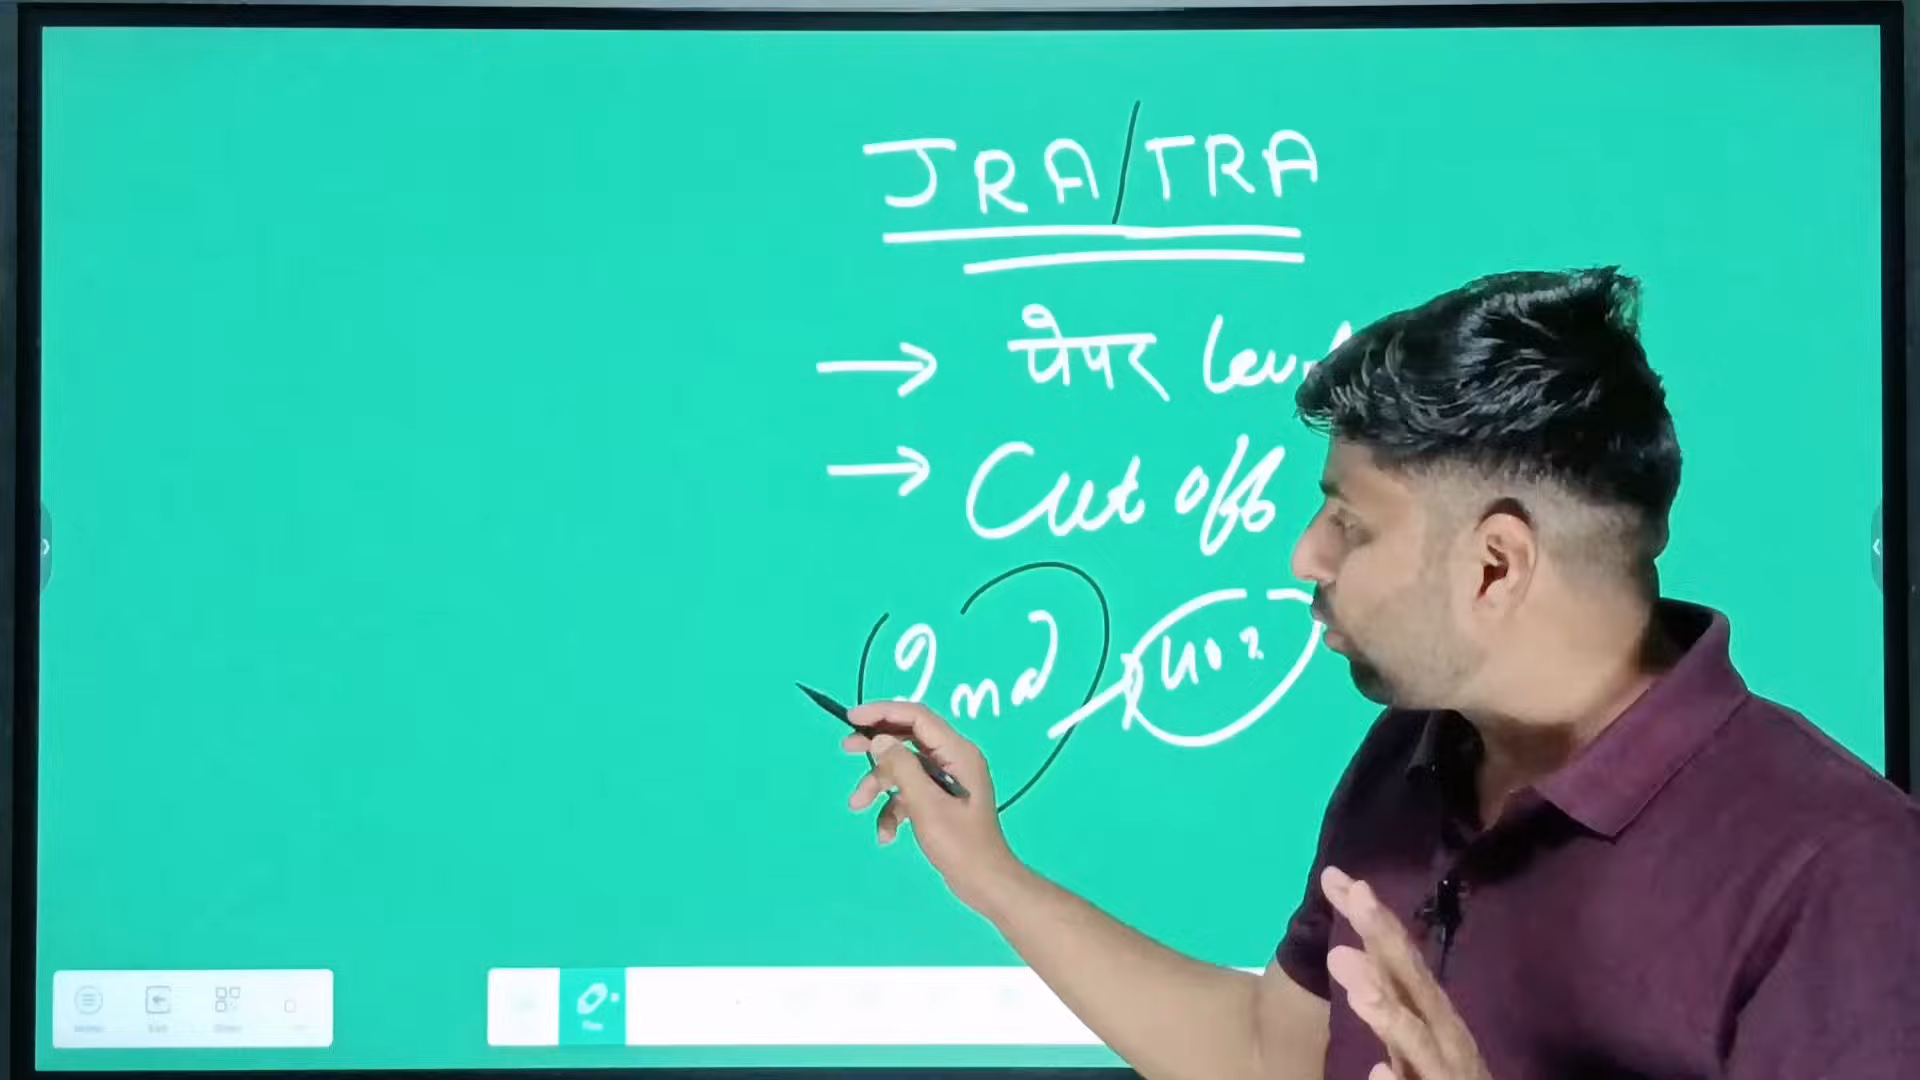 JRA/TRA
→ पेपर Lev
→ Cut off
2nd